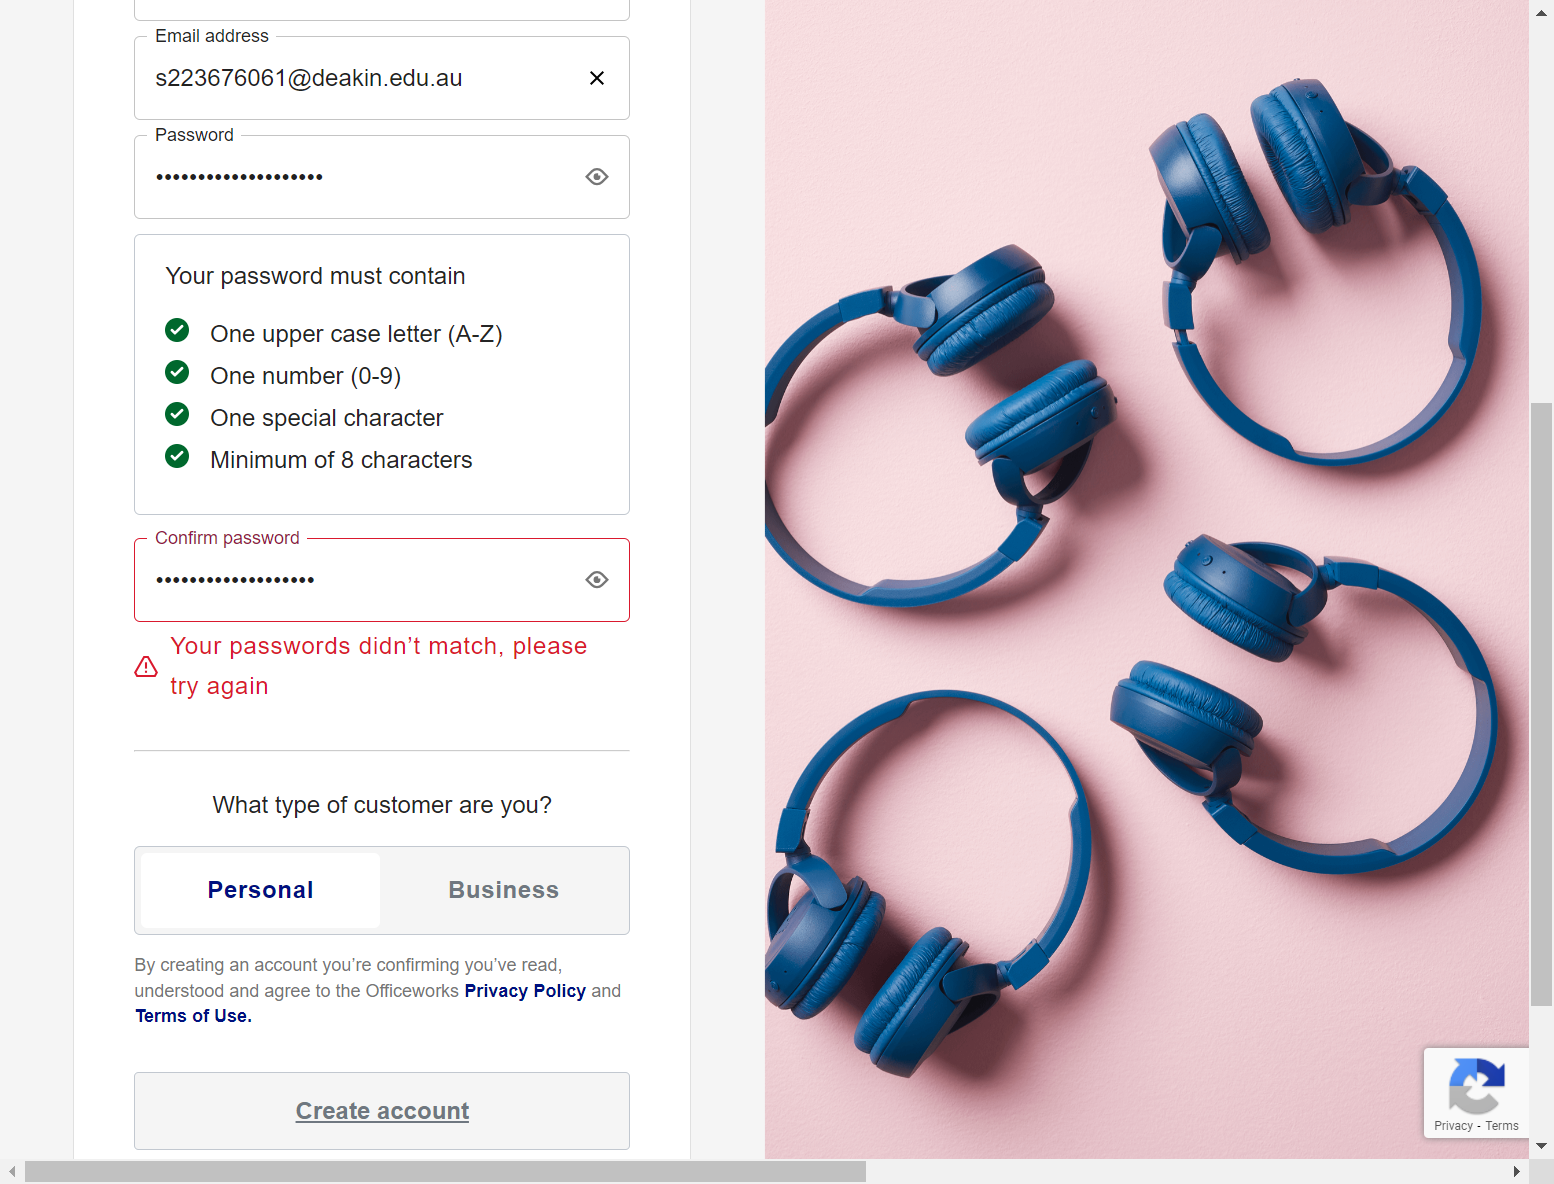 Email address
s223676061@deakin.edu.au
Password
••••••••••••••••••••
Your password must contain
One upper case letter (A-Z)
One number (0-9)
One special character
Minimum of 8 characters
Confirm password
•••••••••••••••••••
Your passwords didn’t match, please
try again
What type of customer are you?
Personal
Business
By creating an account you’re confirming you’ve read,
understood and agree to the Officeworks Privacy Policy and
Terms of Use.
Create account
Privacy - Terms